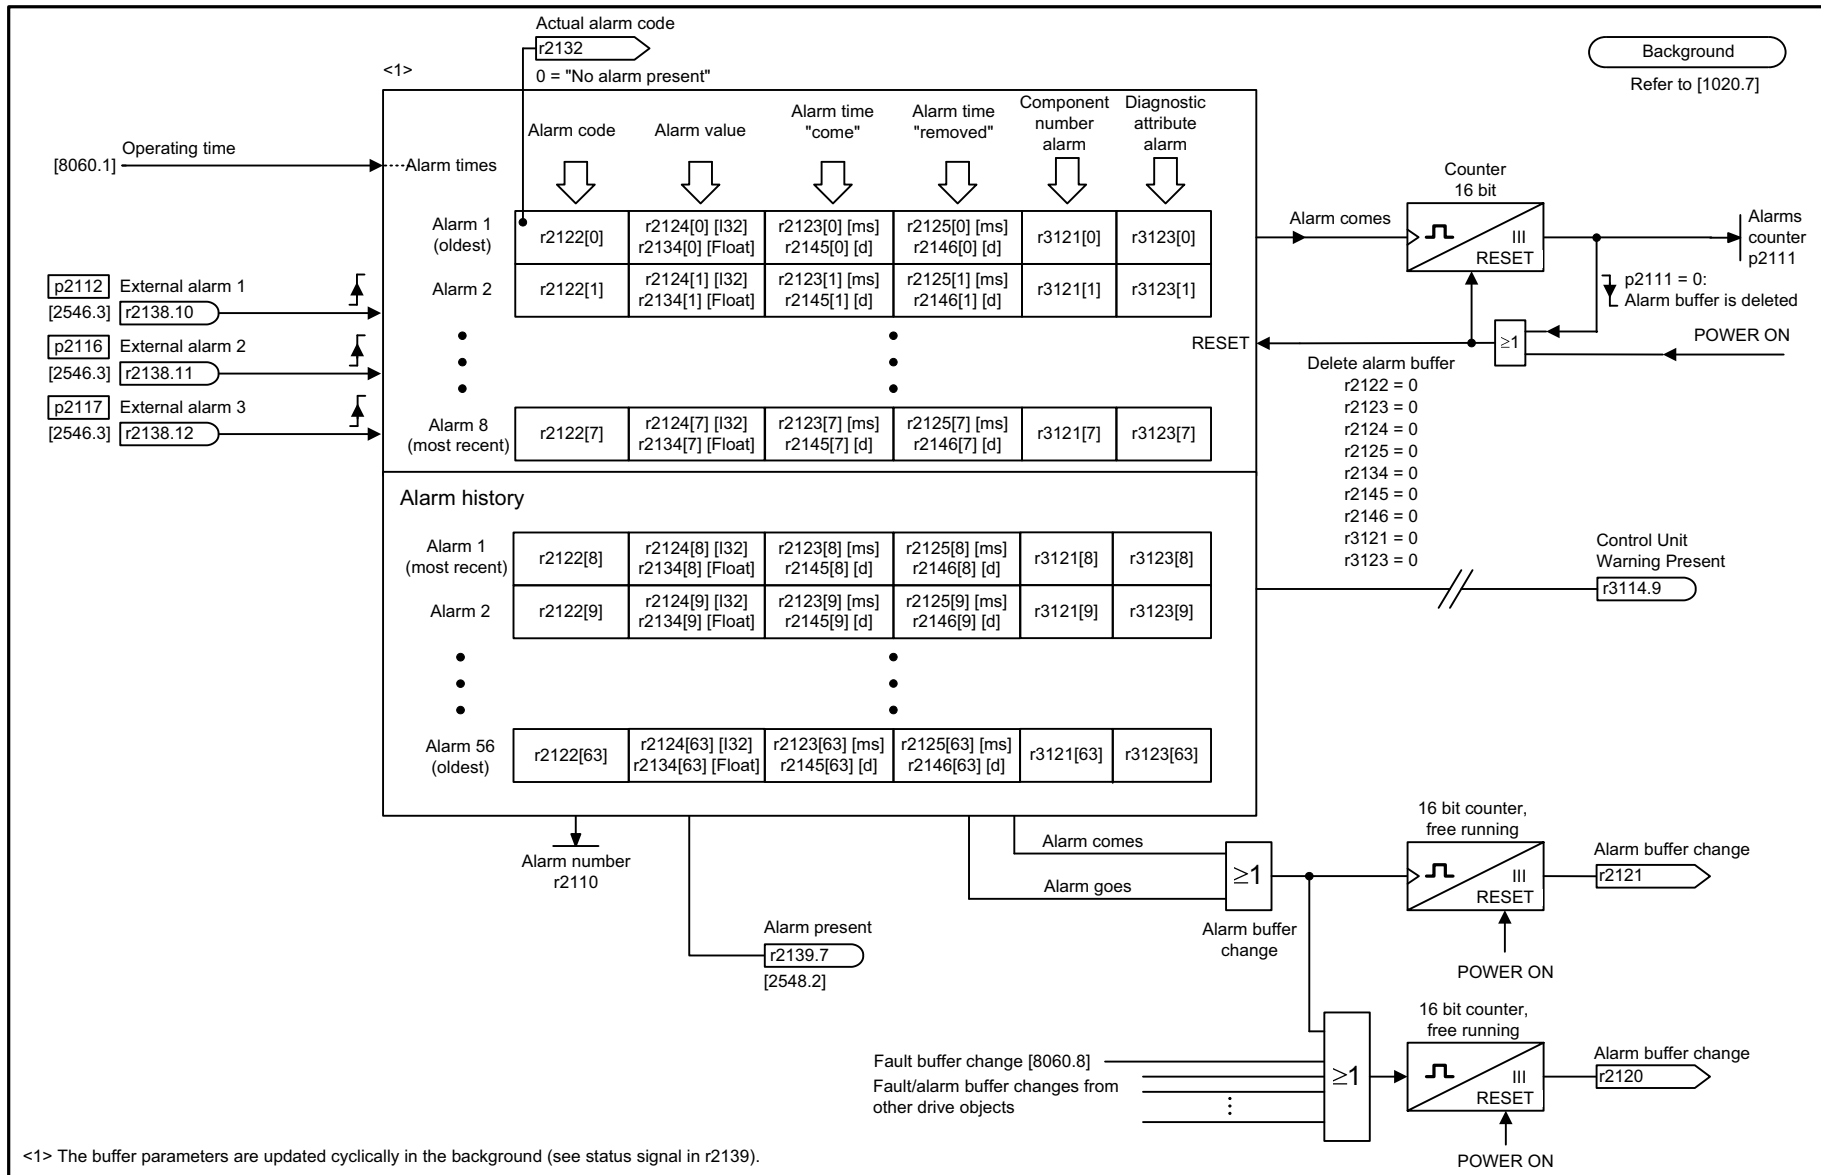 Actual alarm code
r2132
0 = "No alarm present"
<1>
Background
Refer to [1020.7]
Alarm code
Alarm value
Alarm time
"come"
Alarm time
"removed"
Component
number
alarm
Diagnostic
attribute
alarm
Operating time
[8060.1]
Alarm times
Alarm 1
(oldest)
r2122[0]
r2124[0] [I32]
r2134[0] [Float]
r2123[0] [ms]
r2145[0] [d]
r2125[0] [ms]
r2146[0] [d]
r3121[0]
r3123[0]
Alarm 2
r2122[1]
r2124[1] [I32]
r2134[1] [Float]
r2123[1] [ms]
r2145[1] [d]
r2125[1] [ms]
r2146[1] [d]
r3121[1]
r3123[1]
Alarm 8
(most recent)
r2122[7]
r2124[7] [I32]
r2134[7] [Float]
r2123[7] [ms]
r2145[7] [d]
r2125[7] [ms]
r2146[7] [d]
r3121[7]
r3123[7]
p2112 External alarm 1
[2546.3] r2138.10
p2116 External alarm 2
[2546.3] r2138.11
p2117 External alarm 3
[2546.3] r2138.12
Alarm comes
Counter
16 bit
III
RESET
Alarms
counter
p2111
p2111 = 0:
Alarm buffer is deleted
≥1
POWER ON
RESET
Delete alarm buffer
r2122 = 0
r2123 = 0
r2124 = 0
r2125 = 0
r2134 = 0
r2145 = 0
r2146 = 0
r3121 = 0
r3123 = 0
Control Unit
Warning Present
r3114.9
Alarm history
Alarm 1
(most recent)
r2122[8]
r2124[8] [I32]
r2134[8] [Float]
r2123[8] [ms]
r2145[8] [d]
r2125[8] [ms]
r2146[8] [d]
r3121[8]
r3123[8]
Alarm 2
r2122[9]
r2124[9] [I32]
r2134[9] [Float]
r2123[9] [ms]
r2145[9] [d]
r2125[9] [ms]
r2146[9] [d]
r3121[9]
r3123[9]
Alarm 56
(oldest)
r2122[63]
r2124[63] [I32]
r2134[63] [Float]
r2123[63] [ms]
r2145[63] [d]
r2125[63] [ms]
r2146[63] [d]
r3121[63]
r3123[63]
Alarm number
r2110
Alarm present
r2139.7
[2548.2]
Alarm comes
Alarm goes
≥1
Alarm buffer
change
16 bit counter,
free running
III
RESET
POWER ON
Alarm buffer change
r2121
Fault buffer change [8060.8]
Fault/alarm buffer changes from
other drive objects
≥1
16 bit counter,
free running
III
RESET
POWER ON
Alarm buffer change
r2120
<1> The buffer parameters are updated cyclically in the background (see status signal in r2139).